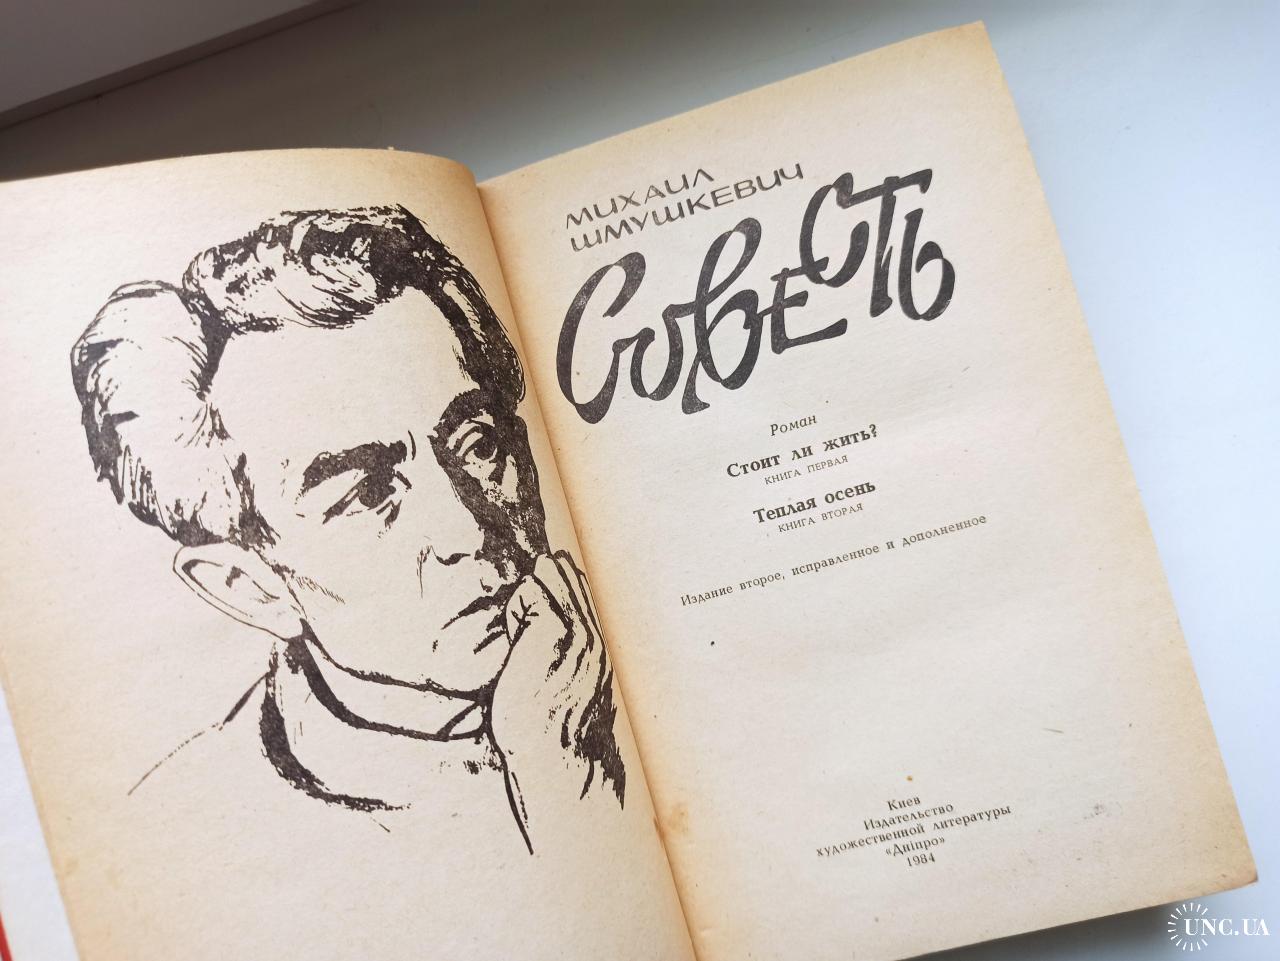 МИХАИЛ
ШМУШКЕВИЧ
Совесть
Роман
Стоит ли жить?
КНИГА ПЕРВАЯ
Теплая осень
КНИГА ВТОРАЯ
Издание второе, исправленное и дополненное
Киев
Издательство
художественной литературы
«Дніпро»
1984
UNC.UA